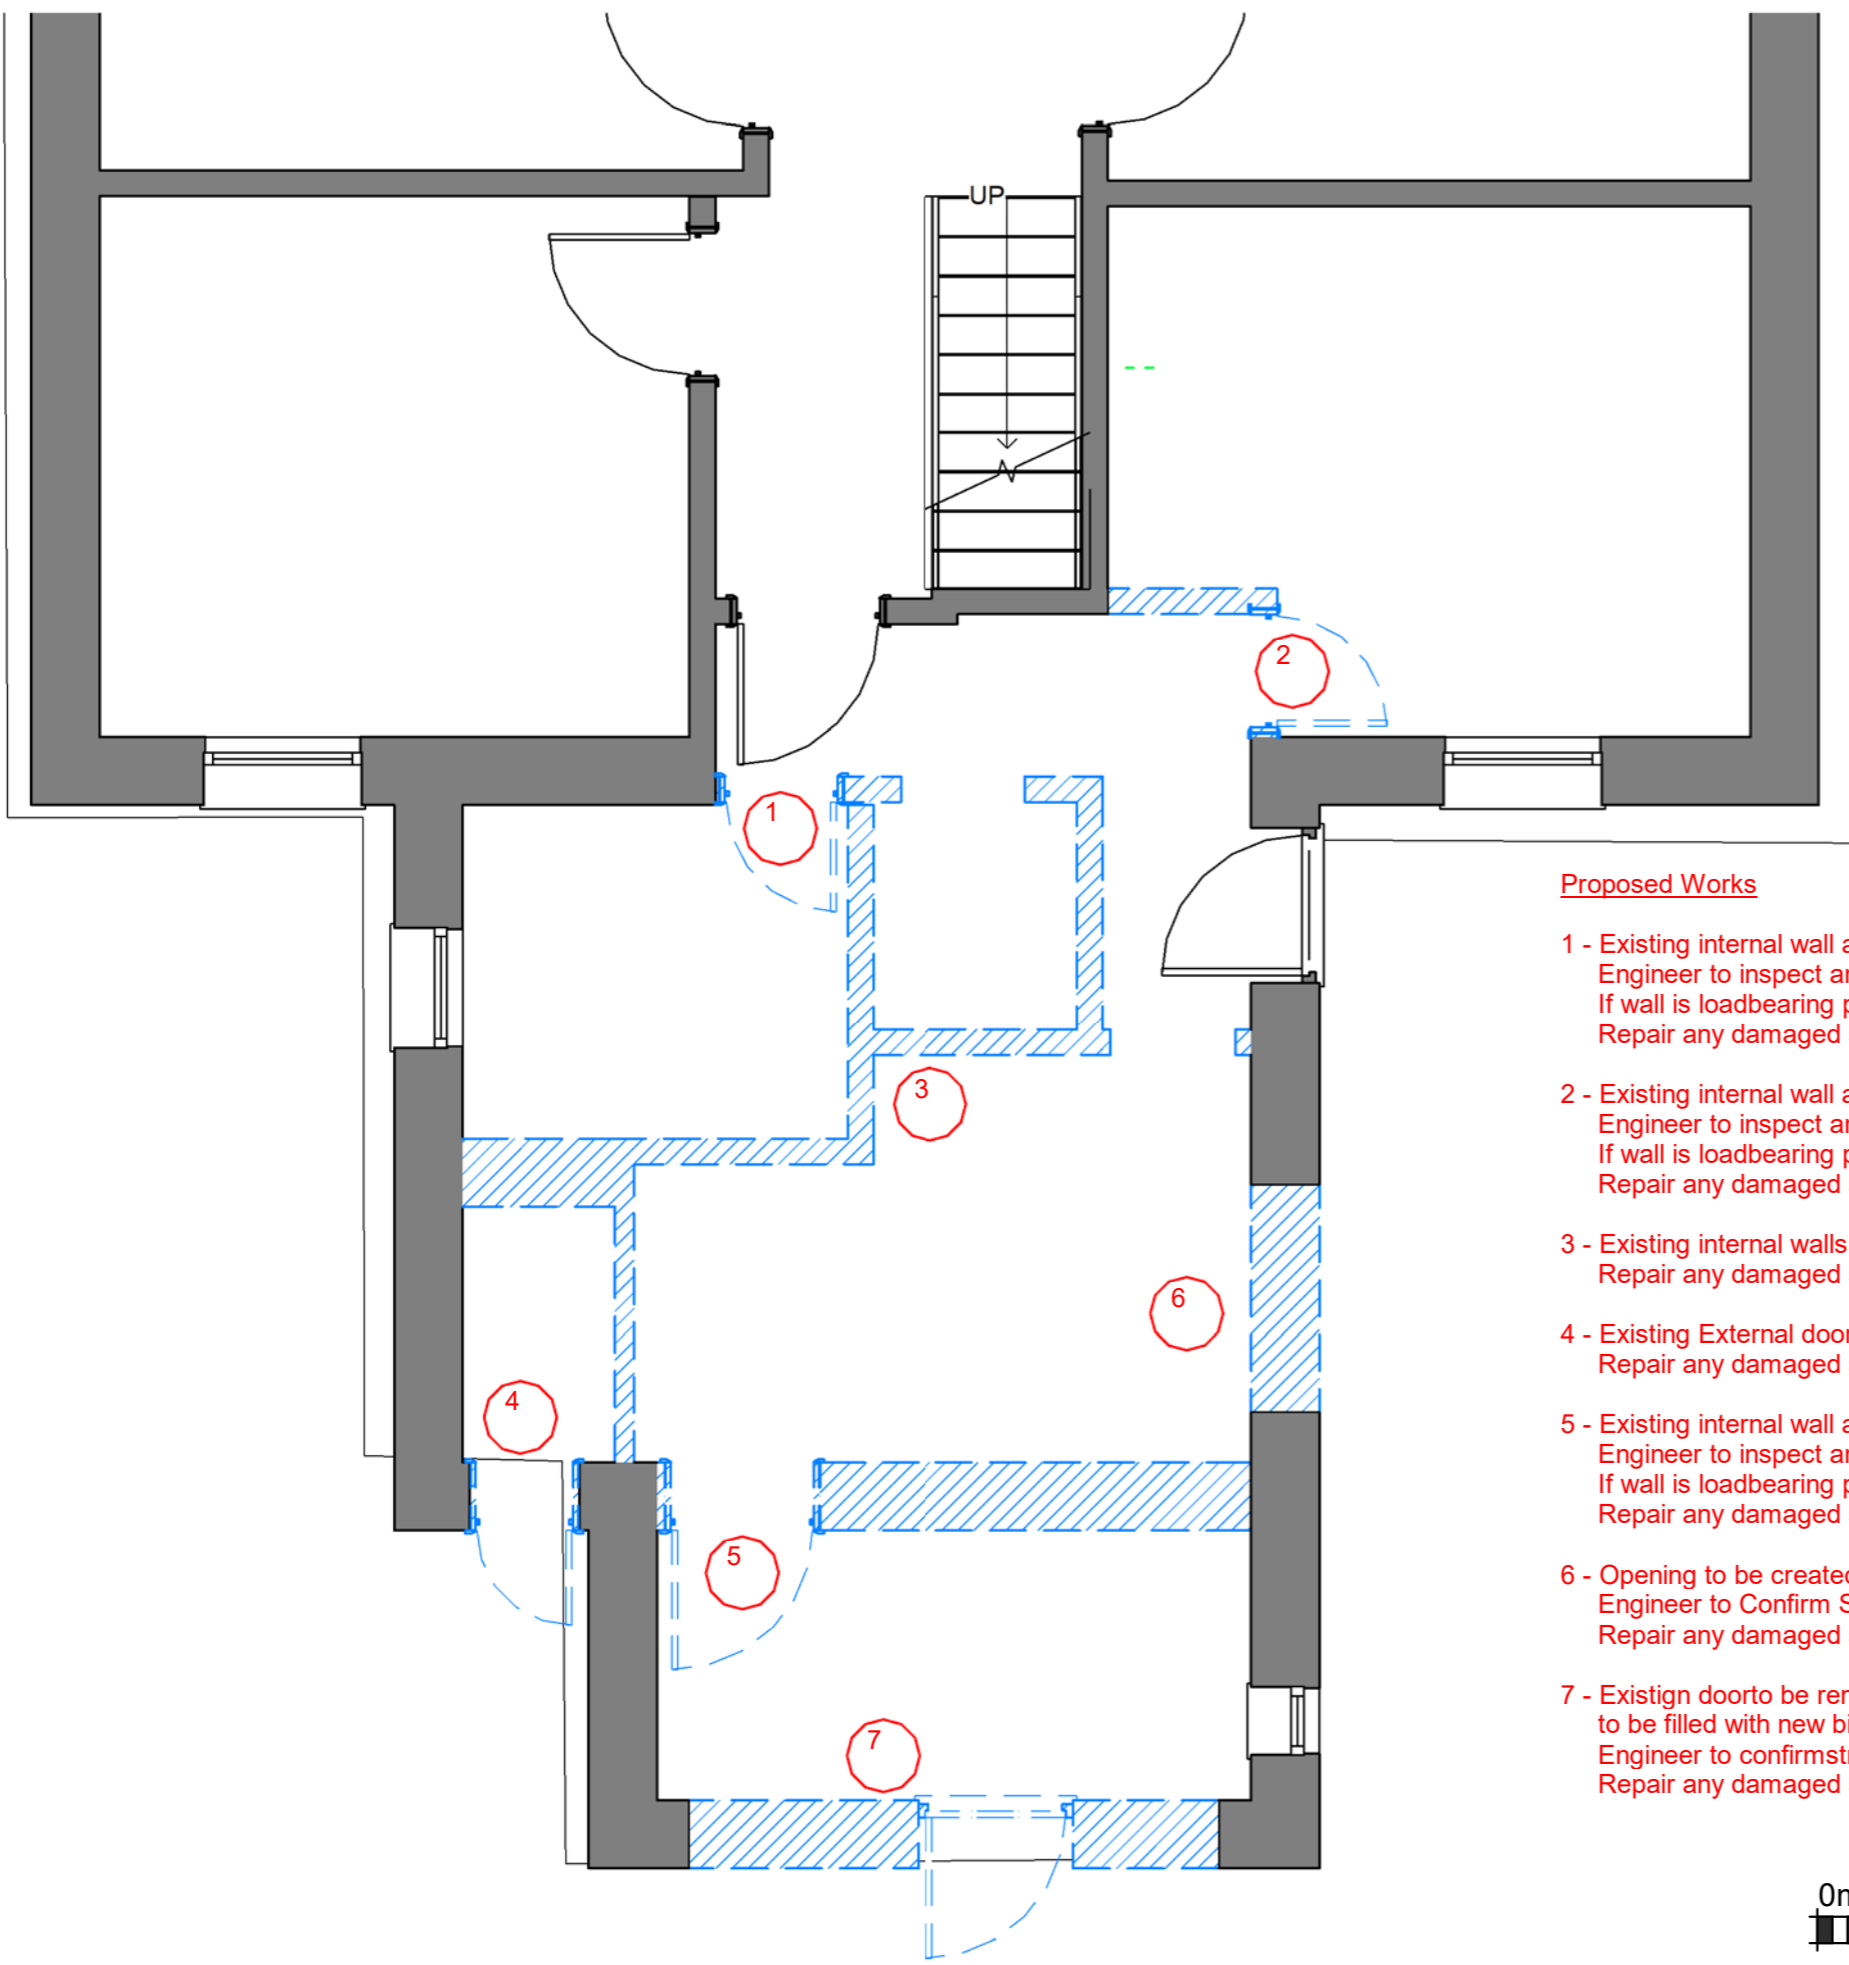 UP
2
1
3
6
4
5
7
Proposed Works
1 - Existing internal wall
Engineer to inspect
If wall is loadbearing
Repair any damaged
2 - Existing internal wall
Engineer to inspect
If wall is loadbearing
Repair any damaged
3 - Existing internal walls
Repair any damaged
4 - Existing External door
Repair any damaged
5 - Existing internal wall
Engineer to inspect
If wall is loadbearing
Repair any damaged
6 - Opening to be
Engineer to Confirm
Repair any damaged
7 - Existign doorto be
to be filled with new
Engineer to
Repair any damaged